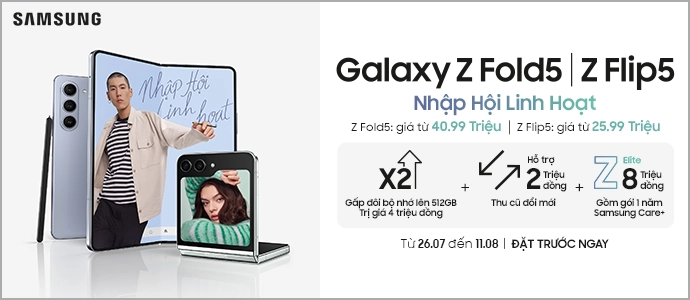 SAMSUNG
Nhập Hội
Linh hoạt
Galaxy Z Fold5 | Z Flip5
Nhập Hội Linh Hoạt
Z Fold5: giá từ 40.99 Triệu | Z Flip5: giá từ 25.99 Triệu
X2
Gấp đôi bộ nhớ lên 512GB
Trị giá 4 triệu đồng
+
Hỗ trợ
2 Triệu đồng
Thu cũ đổi mới
+
Z Elite
8 Triệu đồng
Gồm gói 1 năm
Samsung Care+
Từ 26.07 đến 11.08 | ĐẶT TRƯỚC NGAY